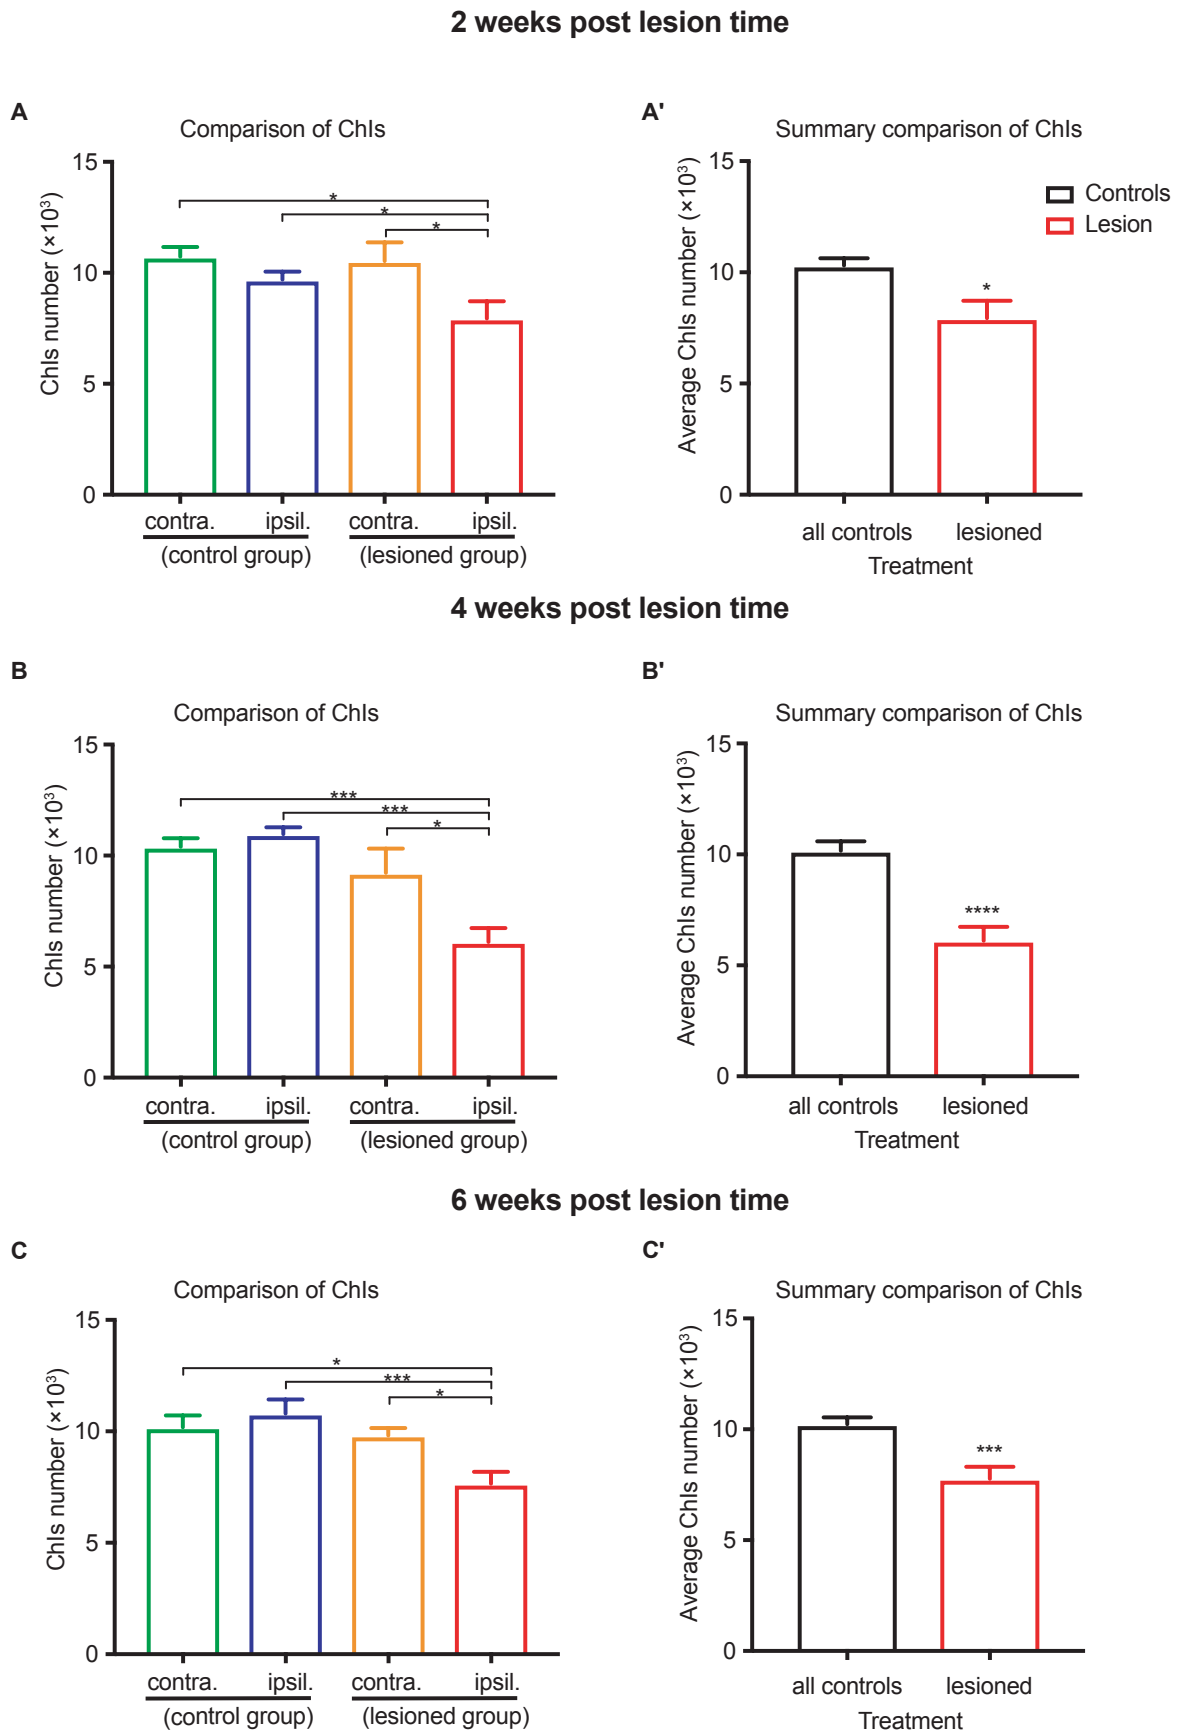 2 weeks post lesion time
A
Comparison of ChIs
ChIs number (×10³)
15
10
5
0
*
*
*
contra. ipsil. contra. ipsil.
(control group) (lesioned group)
A'
Summary comparison of ChIs
Average ChIs number (×10³)
15
10
5
0
Controls
Lesion
*
all controls lesioned
Treatment
4 weeks post lesion time
B
Comparison of ChIs
ChIs number (×10³)
15
10
5
0
***
***
*
contra. ipsil. contra. ipsil.
(control group) (lesioned group)
B'
Summary comparison of ChIs
Average ChIs number (×10³)
15
10
5
0
****
all controls lesioned
Treatment
6 weeks post lesion time
C
Comparison of ChIs
ChIs number (×10³)
15
10
5
0
*
***
*
contra. ipsil. contra. ipsil.
(control group) (lesioned group)
C'
Summary comparison of ChIs
Average ChIs number (×10³)
15
10
5
0
***
all controls lesioned
Treatment